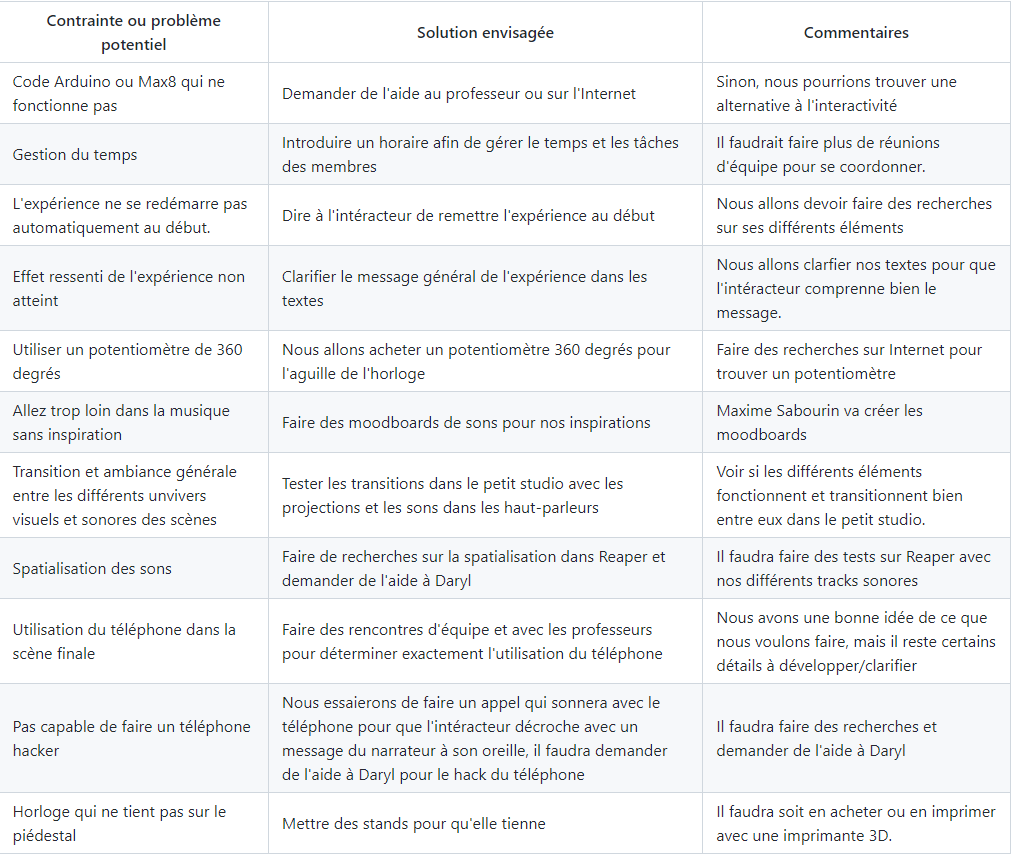 Contrainte ou problème
potentiel
Solution envisagée
Commentaires
Code Arduino ou Max8 qui ne
fonctionne pas
Demander de l'aide au professeur ou sur l'Internet
Sinon, nous pourrions trouver une
alternative à l'interactivité
Gestion du temps
Introduire un horaire afin de gérer le temps et les tâches
des membres
Il faudrait faire plus de réunions
d'équipe pour se coordonner.
L'expérience ne se redémarre pas
automatiquement au début.
Dire à l'intéracteur de remettre l'expérience au début
Nous allons devoir faire des recherches
sur ses différents éléments
Effet ressenti de l'expérience non
atteint
Clarifier le message général de l'expérience dans les
textes
Nous allons clarfier nos textes pour que
l'intéracteur comprenne bien le
message.
Utiliser un potentiomètre de 360
degrés
Nous allons acheter un potentiomètre 360 degrés pour
l'aguille de l'horloge
Faire des recherches sur Internet pour
trouver un potentiomètre
Allez trop loin dans la musique
sans inspiration
Faire des moodboards de sons pour nos inspirations
Maxime Sabourin va créer les
moodboards
Transition et ambiance générale
entre les différents unvivers
visuels et sonores des scènes
Tester les transitions dans le petit studio avec les
projections et les sons dans les haut-parleurs
Voir si les différents éléments
fonctionnent et transitionnent bien
entre eux dans le petit studio.
Spatialisation des sons
Faire de recherches sur la spatialisation dans Reaper et
demander de l'aide à Daryl
Il faudra faire des tests sur Reaper avec
nos différents tracks sonores
Utilisation du téléphone dans la
scène finale
Faire des rencontres d'équipe et avec les professeurs
pour déterminer exactement l'utilisation du téléphone
Nous avons une bonne idée de ce que
nous voulons faire, mais il reste certains
détails à développer/clarifier
Pas capable de faire un téléphone
hacker
Nous essaierons de faire un appel qui sonnera avec le
téléphone pour que l'intéracteur décroche avec un
message du narrateur à son oreille, il faudra demander
de l'aide à Daryl pour le hack du téléphone
Il faudra faire des recherches et
demander de l'aide à Daryl
Horloge qui ne tient pas sur le
piédestal
Mettre des stands pour qu'elle tienne
Il faudra soit en acheter ou en imprimer
avec une imprimante 3D.